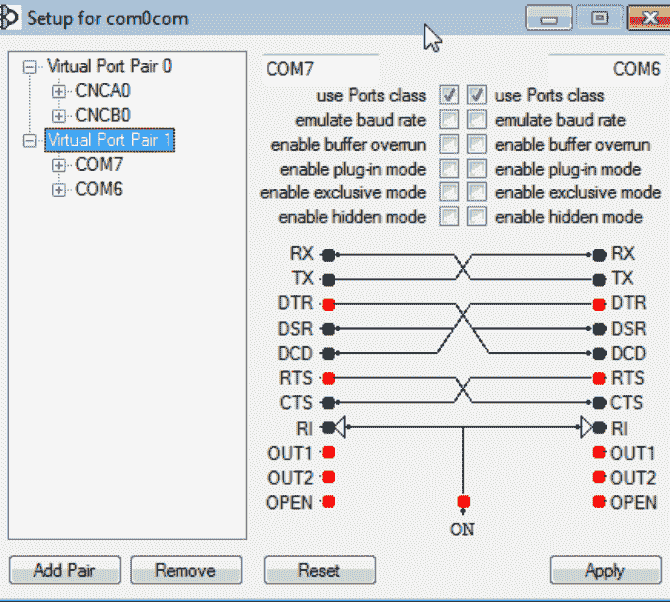 Setup for com0com
Virtual Port Pair 0
CNCA0
CNCB0
Virtual Port Pair 1
COM7
COM6
COM7 COM6
use Ports class use Ports class
emulate baud rate emulate baud rate
enable buffer overrun enable buffer overrun
enable plug-in mode enable plug-in mode
enable exclusive mode enable exclusive mode
enable hidden mode enable hidden mode
RX RX
TX TX
DTR DTR
DSR DSR
DCD DCD
RTS RTS
CTS CTS
RI RI
OUT1 OUT1
OUT2 OUT2
OPEN OPEN
ON
Add Pair Remove Reset Apply